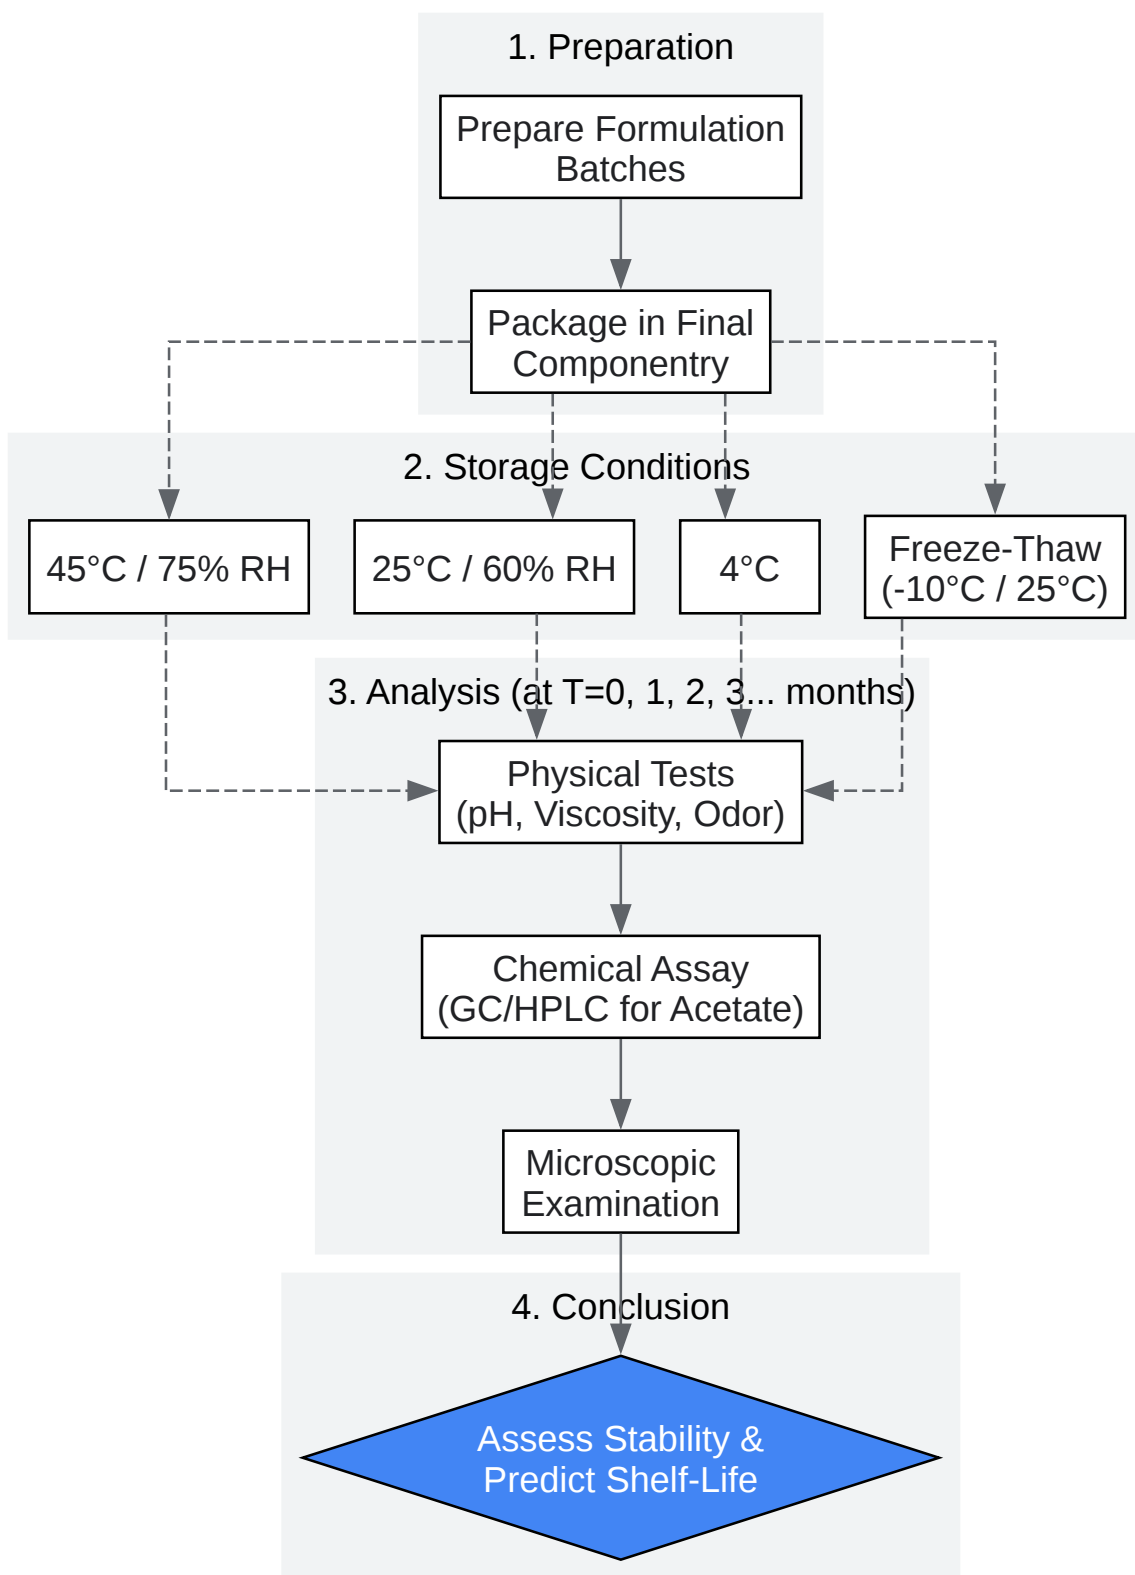 1. Preparation
Prepare Formulation
Batches
Package in Final
Componentry
2. Storage Conditions
45°C / 75% RH
25°C / 60% RH
4°C
Freeze-Thaw
(-10°C / 25°C)
3. Analysis (at T=0, 1, 2, 3... months)
Physical Tests
(pH, Viscosity, Odor)
Chemical Assay
(GC/HPLC for Acetate)
Microscopic
Examination
4. Conclusion
Assess Stability &
Predict Shelf-Life